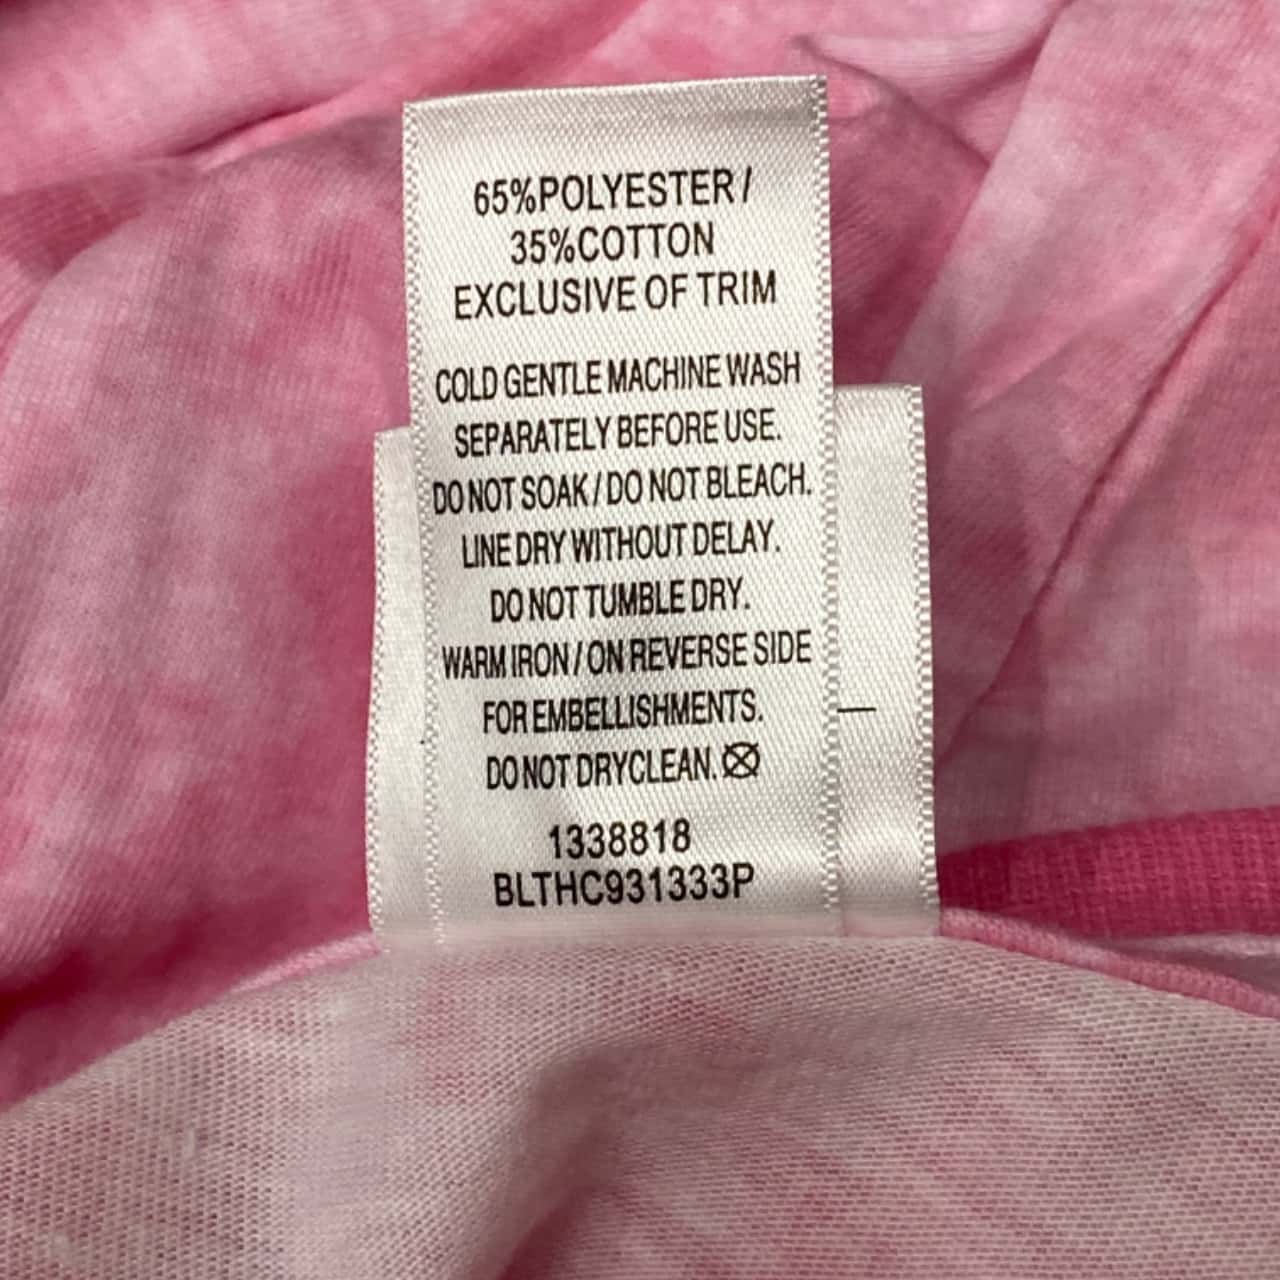 65%POLYESTER /
35%COTTON
EXCLUSIVE OF TRIM
COLD GENTLE MACHINE WASH
SEPARATELY BEFORE USE.
DO NOT SOAK / DO NOT BLEACH.
LINE DRY WITHOUT DELAY.
DO NOT TUMBLE DRY.
WARM IRON / ON REVERSE SIDE
FOR EMBELLISHMENTS.
DO NOT DRYCLEAN.
1338818
BLTHC931333P